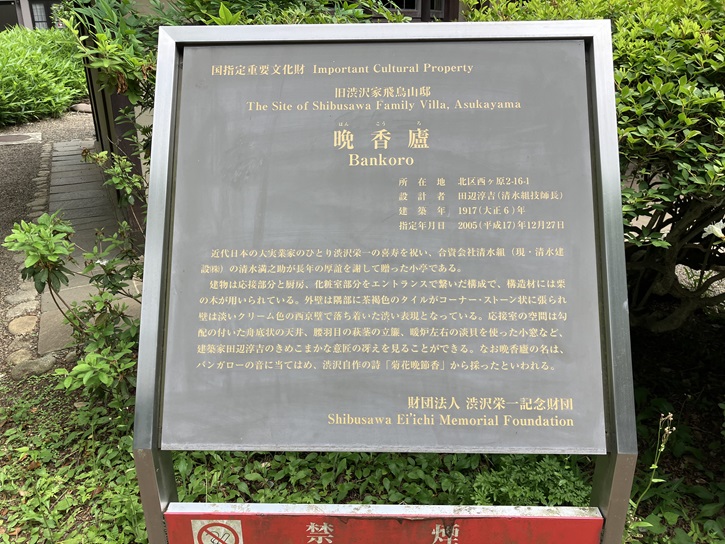 国指定重要文化財 Important Cultural Property
旧渋沢家飛鳥山邸
The Site of Shibusawa Family Villa, Asukayama
ばん こう ろ
晩香廬
Bankoro
所在地 北区西ヶ原2-16-1
設計者 田辺淳吉(清水組技師長)
建築年 1917(大正6)年
指定年月日 2005(平成17)年12月27日
近代日本の大実業家のひとり渋沢栄一の喜寿を祝い、合資会社清水組(現・清水建
設㈱)の清水満之助が長年の厚誼を謝して贈った小亭である。
建物は応接部分と厨房、化粧室部分をエントランスで繋いだ構成で、構造材には栗
の木が用いられている。外壁は隅部に茶褐色のタイルがコーナー・ストーン状に張られ
壁は淡いクリーム色の西京壁で落ち着いた渋い表現となっている。応接室の空間は勾
配の付いた舟底状の天井、腰羽目の萩茎の立簾、暖炉左右の淡貝を使った小窓など、
建築家田辺淳吉のきめこまかな意匠の冴えを見ることができる。なお晩香廬の名は、
バンガローの音に当てはめ、渋沢自作の詩「菊花晩節香」から採ったといわれる。
財団法人 渋沢栄一記念財団
Shibusawa Ei'ichi Memorial Foundation
禁煙